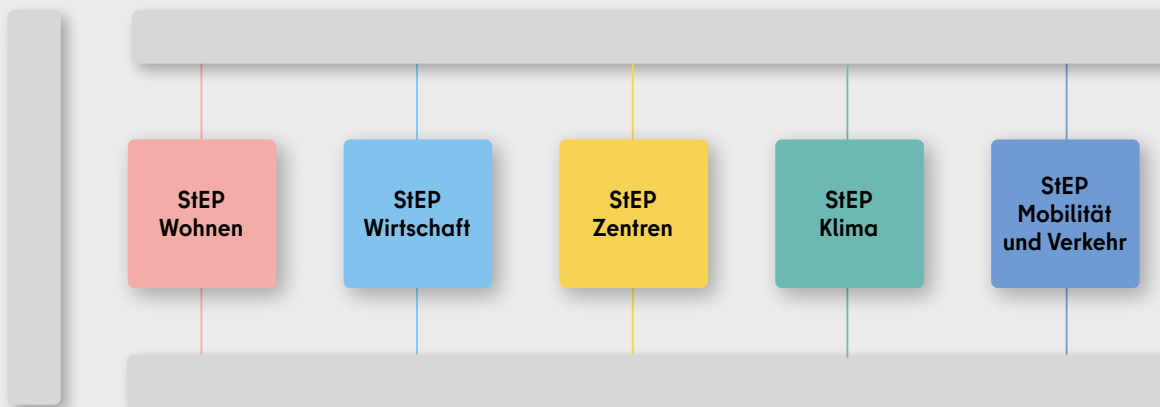 StEP
Wohnen
StEP
Wirtschaft
StEP
Zentren
StEP
Klima
StEP
Mobilität
und Verkehr